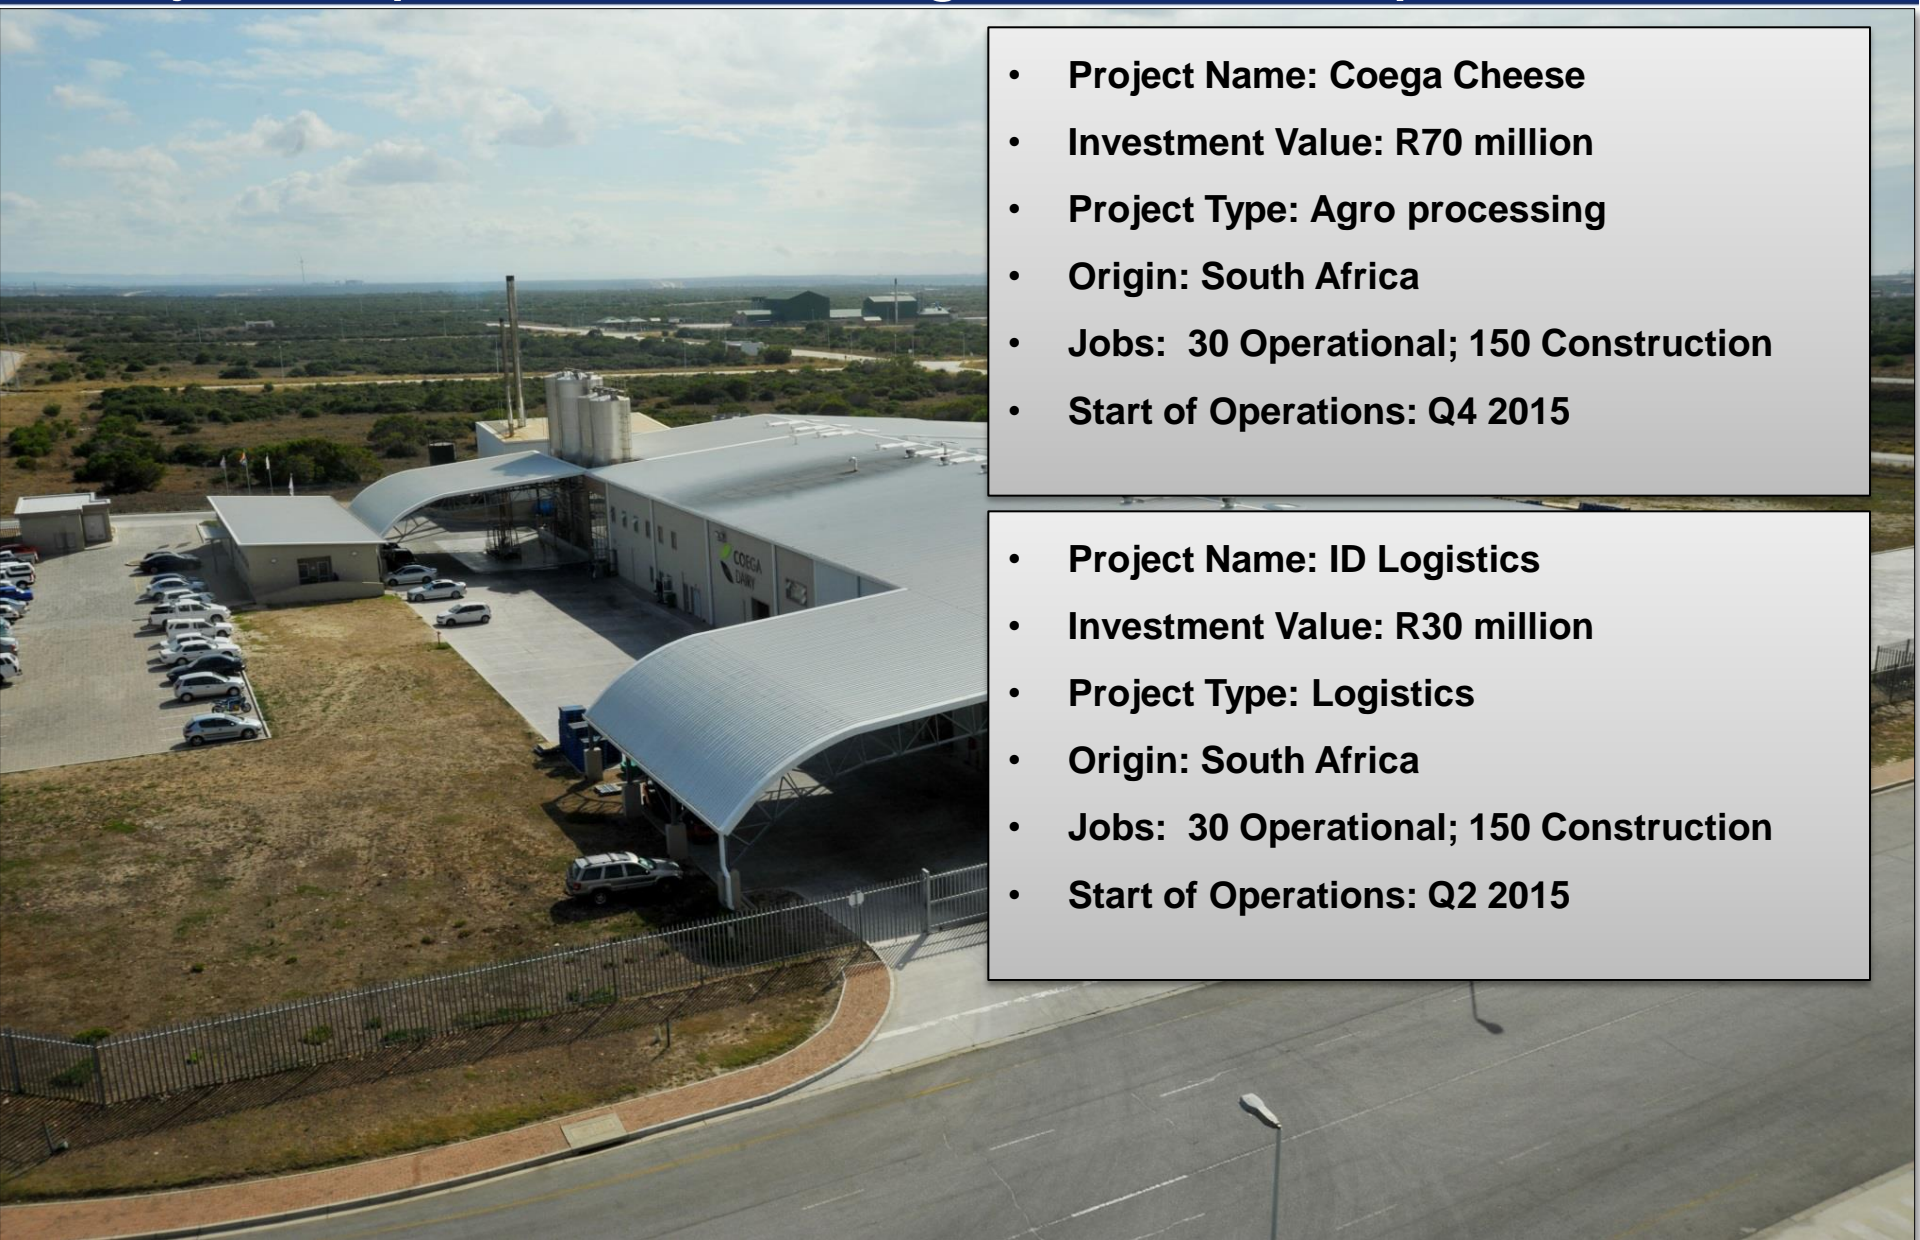 • Project Name: Coega Cheese
• Investment Value: R70 million
• Project Type: Agro processing
• Origin: South Africa
• Jobs:  30 Operational; 150 Construction
• Start of Operations: Q4 2015
COEGA
DAIRY
• Project Name: ID Logistics
• Investment Value: R30 million
• Project Type: Logistics
• Origin: South Africa
• Jobs:  30 Operational; 150 Construction
• Start of Operations: Q2 2015